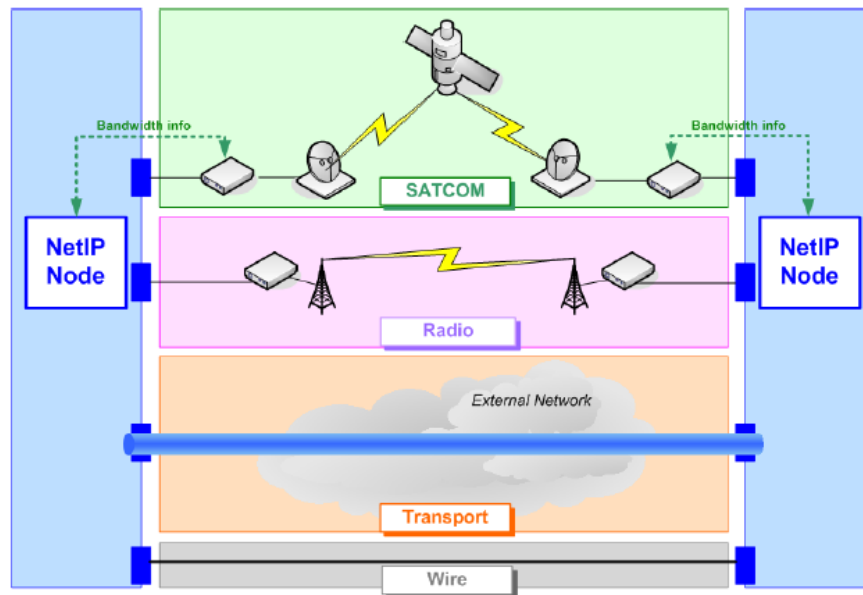 Bandwidth info
Bandwidth info
SATCOM
NetIP
Node
NetIP
Node
Radio
External Network
Transport
Wire